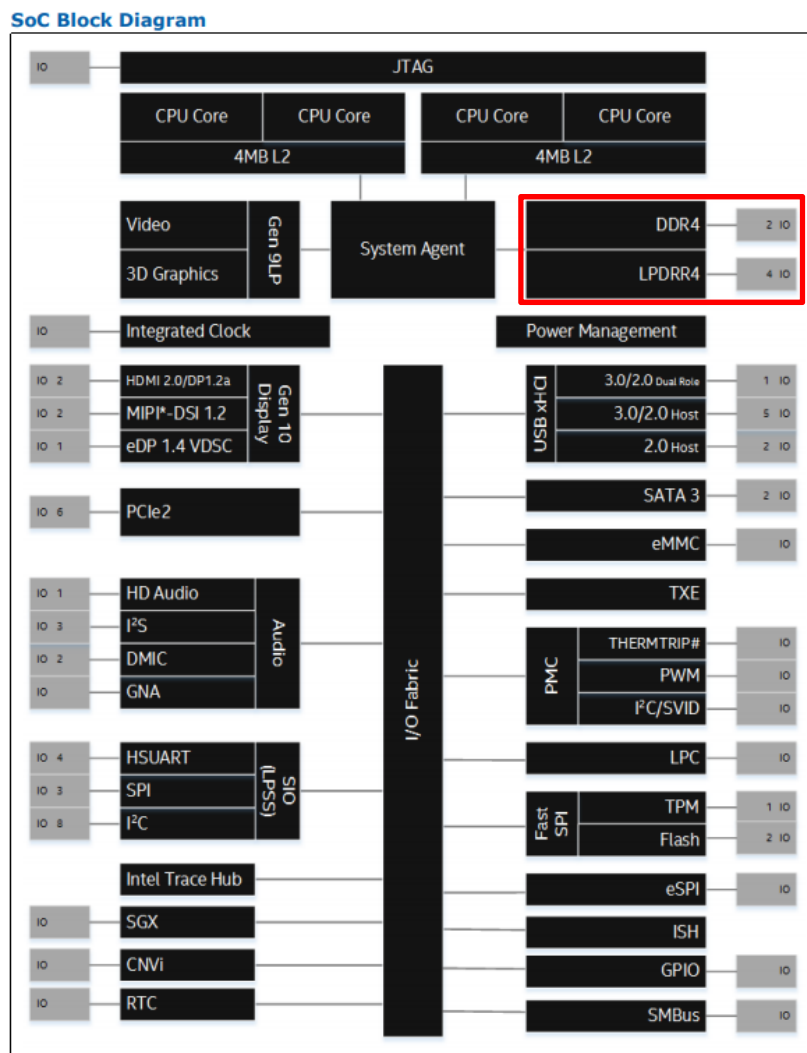 SoC Block Diagram
IO JTAG
CPU Core CPU Core CPU Core CPU Core
4MB L2 4MB L2
Video
3D Graphics
Gen 9LP
System Agent
DDR4 2 IO
LPDRR4 4 IO
IO Integrated Clock
Power Management
IO 2 HDMI 2.0/DP1.2a
IO 2 MIPI*-DSI 1.2
IO 1 eDP 1.4 VDSC
Gen 10
Display
USB xHCI
3.0/2.0 Dual Role 1 IO
3.0/2.0 Host 5 IO
2.0 Host 2 IO
IO 6 PCIe2
SATA 3 2 IO
eMMC IO
TXE
IO 1 HD Audio
IO 3 I²S
IO 2 DMIC
IO GNA
Audio
I/O Fabric
PMC
THERMTRIP# IO
PWM IO
I²C/SVID IO
IO 4 HSUART
IO 3 SPI
IO 8 I²C
SIO
(LPSS)
LPC IO
Fast
SPI
TPM 1 IO
Flash 2 IO
Intel Trace Hub
eSPI IO
IO SGX
ISH
IO CNVi
GPIO IO
IO RTC
SMBus IO